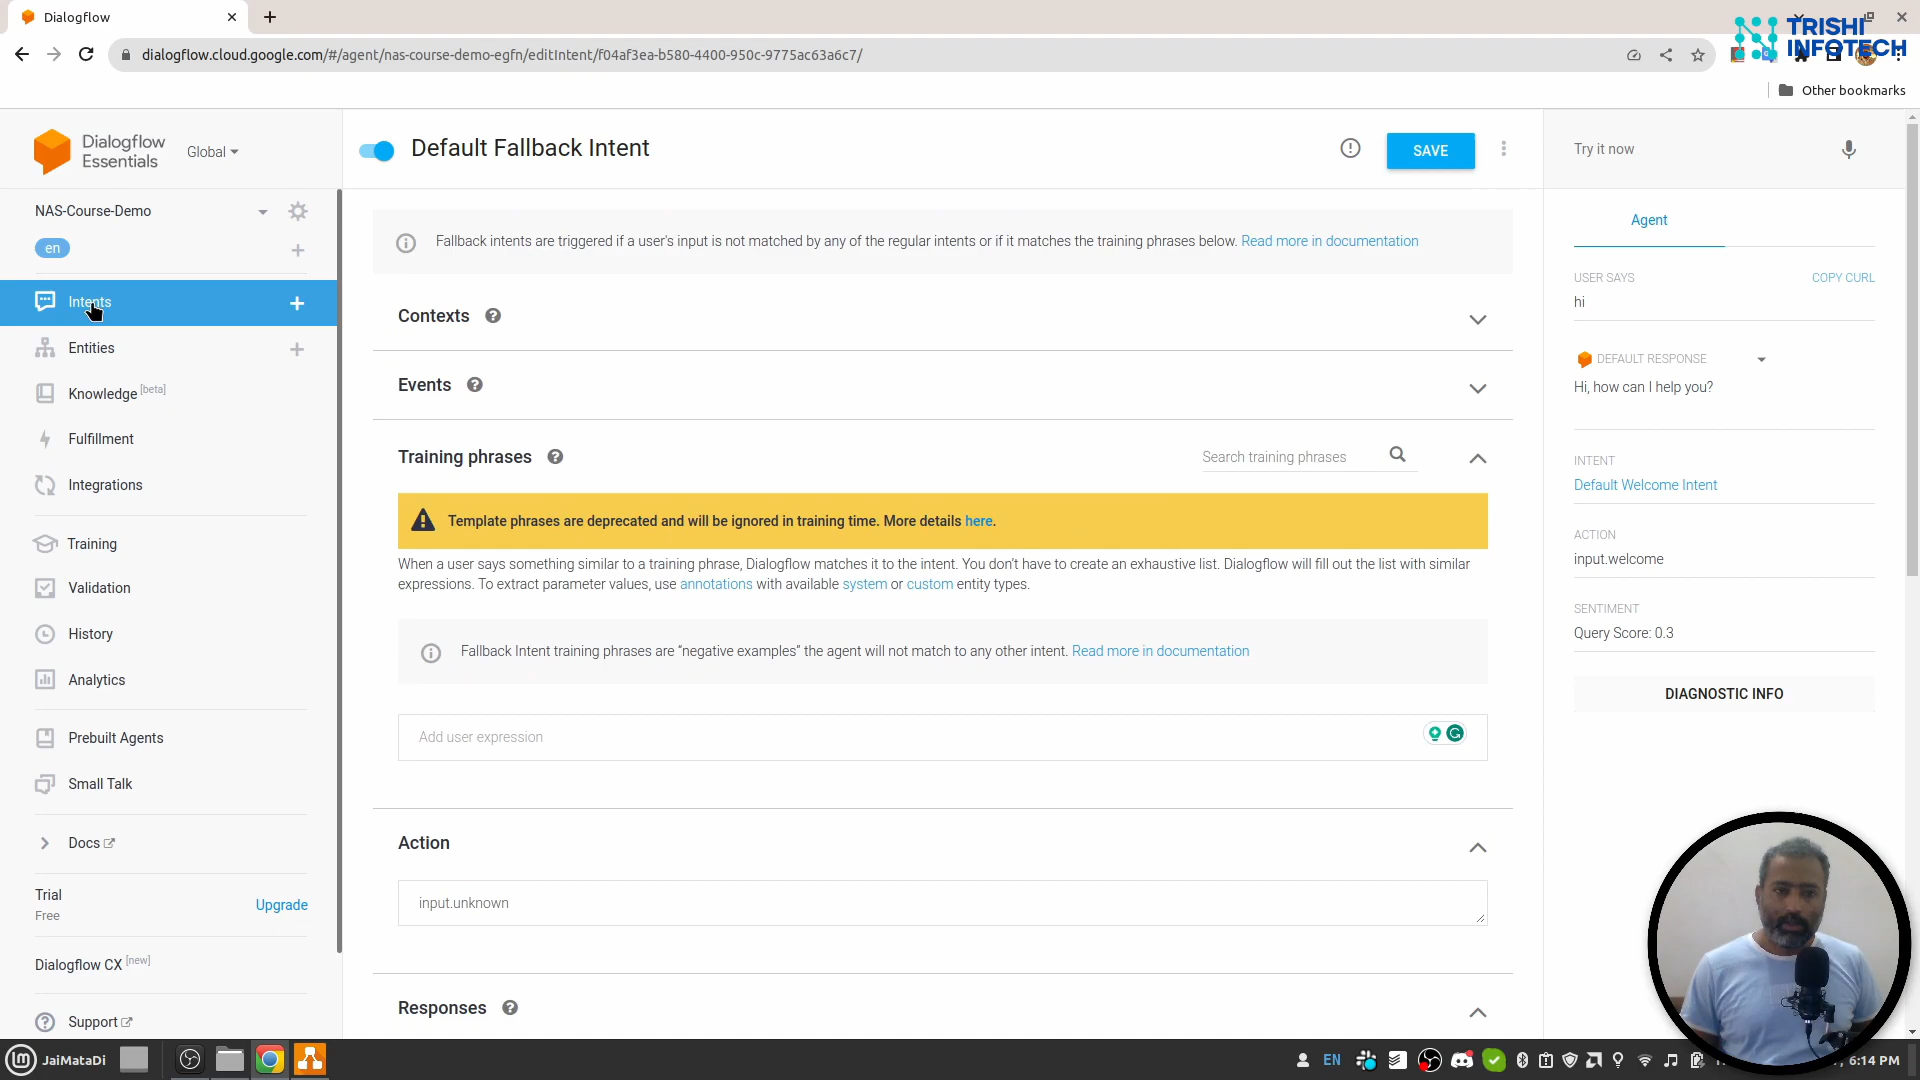 Dialogflow
TRISHI
INFOTECH
dialogflow.cloud.google.com/#/agent/nas-course-demo-egfn/editIntent/f04af3ea-b580-4400-950c-9775ac63a6c7/
Other bookmarks
Dialogflow
Essentials
Global
NAS-Course-Demo
en
Intents
Entities
Knowledge [beta]
Fulfillment
Integrations
Training
Validation
History
Analytics
Prebuilt Agents
Small Talk
Docs
Trial
Free
Upgrade
Dialogflow CX [new]
Support
Default Fallback Intent
SAVE
Fallback intents are triggered if a user's input is not matched by any of the regular intents or if it matches the training phrases below. Read more in documentation
Contexts
Events
Training phrases
Search training phrases
Template phrases are deprecated and will be ignored in training time. More details here.
When a user says something similar to a training phrase, Dialogflow matches it to the intent. You don't have to create an exhaustive list. Dialogflow will fill out the list with similar
expressions. To extract parameter values, use annotations with available system or custom entity types.
Fallback Intent training phrases are “negative examples” the agent will not match to any other intent. Read more in documentation
Add user expression
Action
input.unknown
Responses
Try it now
Agent
USER SAYS
COPY CURL
hi
DEFAULT RESPONSE
Hi, how can I help you?
INTENT
Default Welcome Intent
ACTION
input.welcome
SENTIMENT
Query Score: 0.3
DIAGNOSTIC INFO
JaiMataDi
EN
6:14 PM